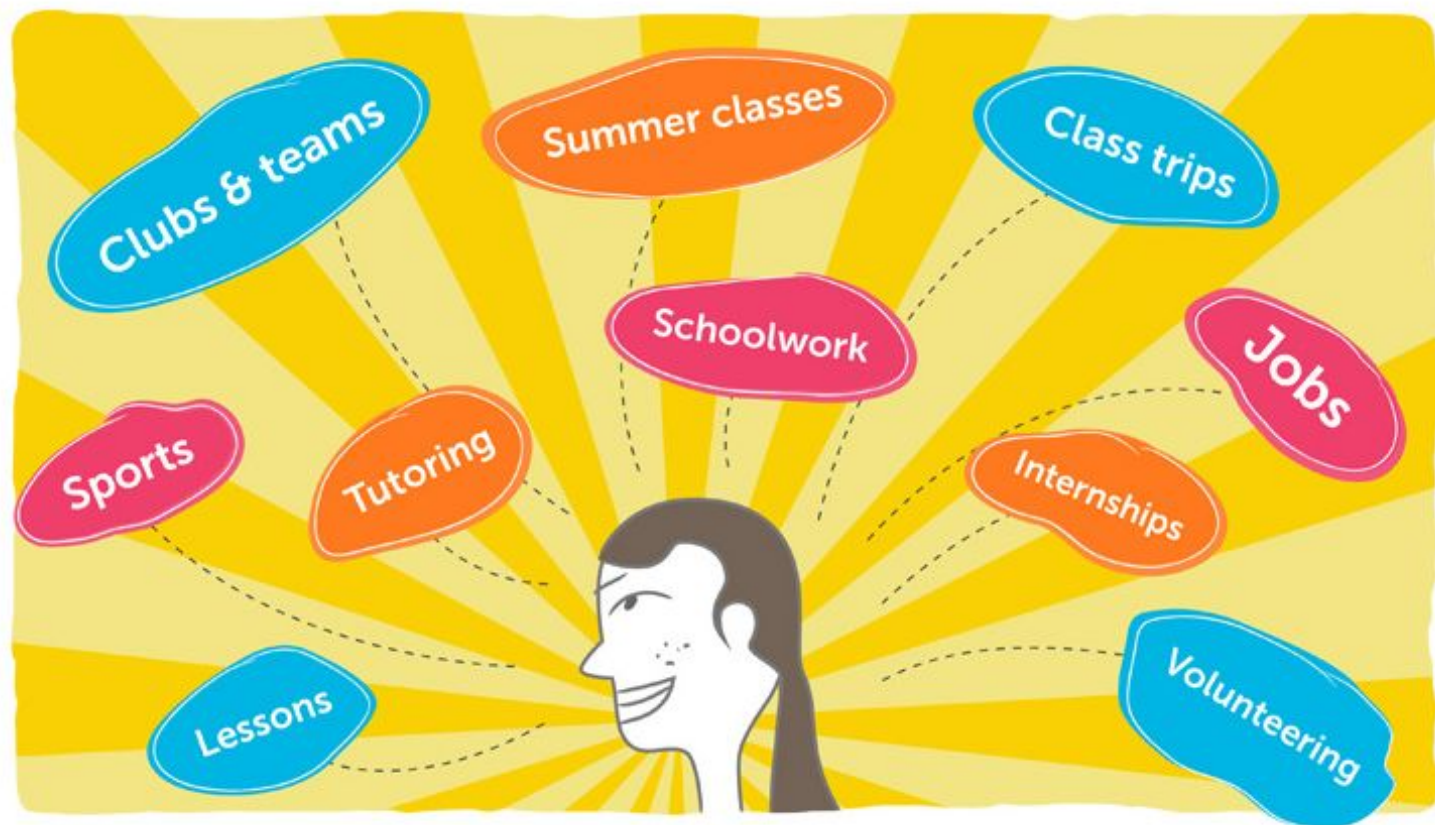 Clubs & teams
Summer classes
Class trips
Schoolwork
Jobs
Sports
Tutoring
Internships
Lessons
Volunteering